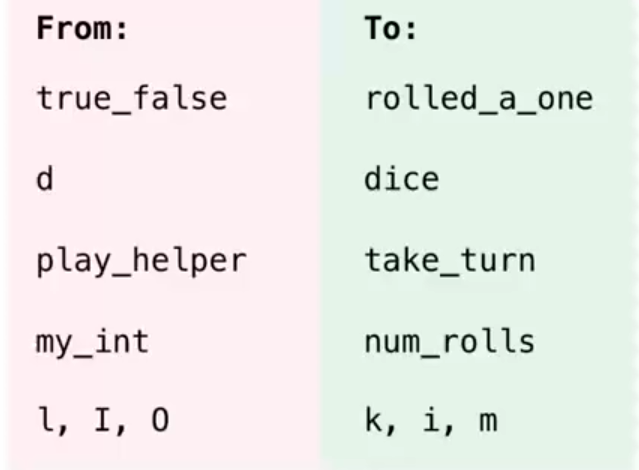 From: To:
true_false rolled_a_one
d dice
play_helper take_turn
my_int num_rolls
l, I, O k, i, m